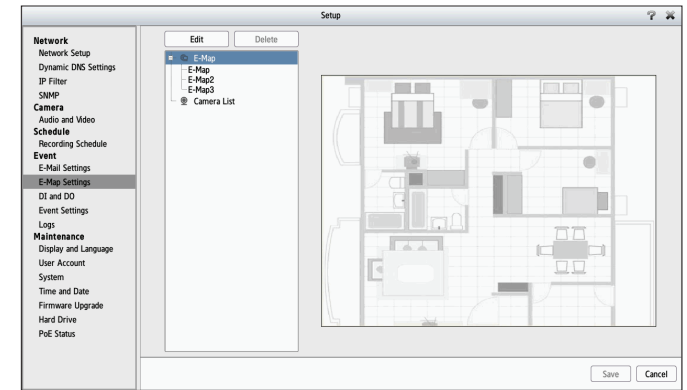 Setup
?
Network
Network Setup
Dynamic DNS Settings
IP Filter
SNMP
Camera
Audio and Video
Schedule
Recording Schedule
Event
E-Mail Settings
E-Map Settings
DI and DO
Event Settings
Logs
Maintenance
Display and Language
User Account
System
Time and Date
Firmware Upgrade
Hard Drive
PoE Status
Edit
Delete
E-Map
E-Map
E-Map2
E-Map3
Camera List
Save
Cancel